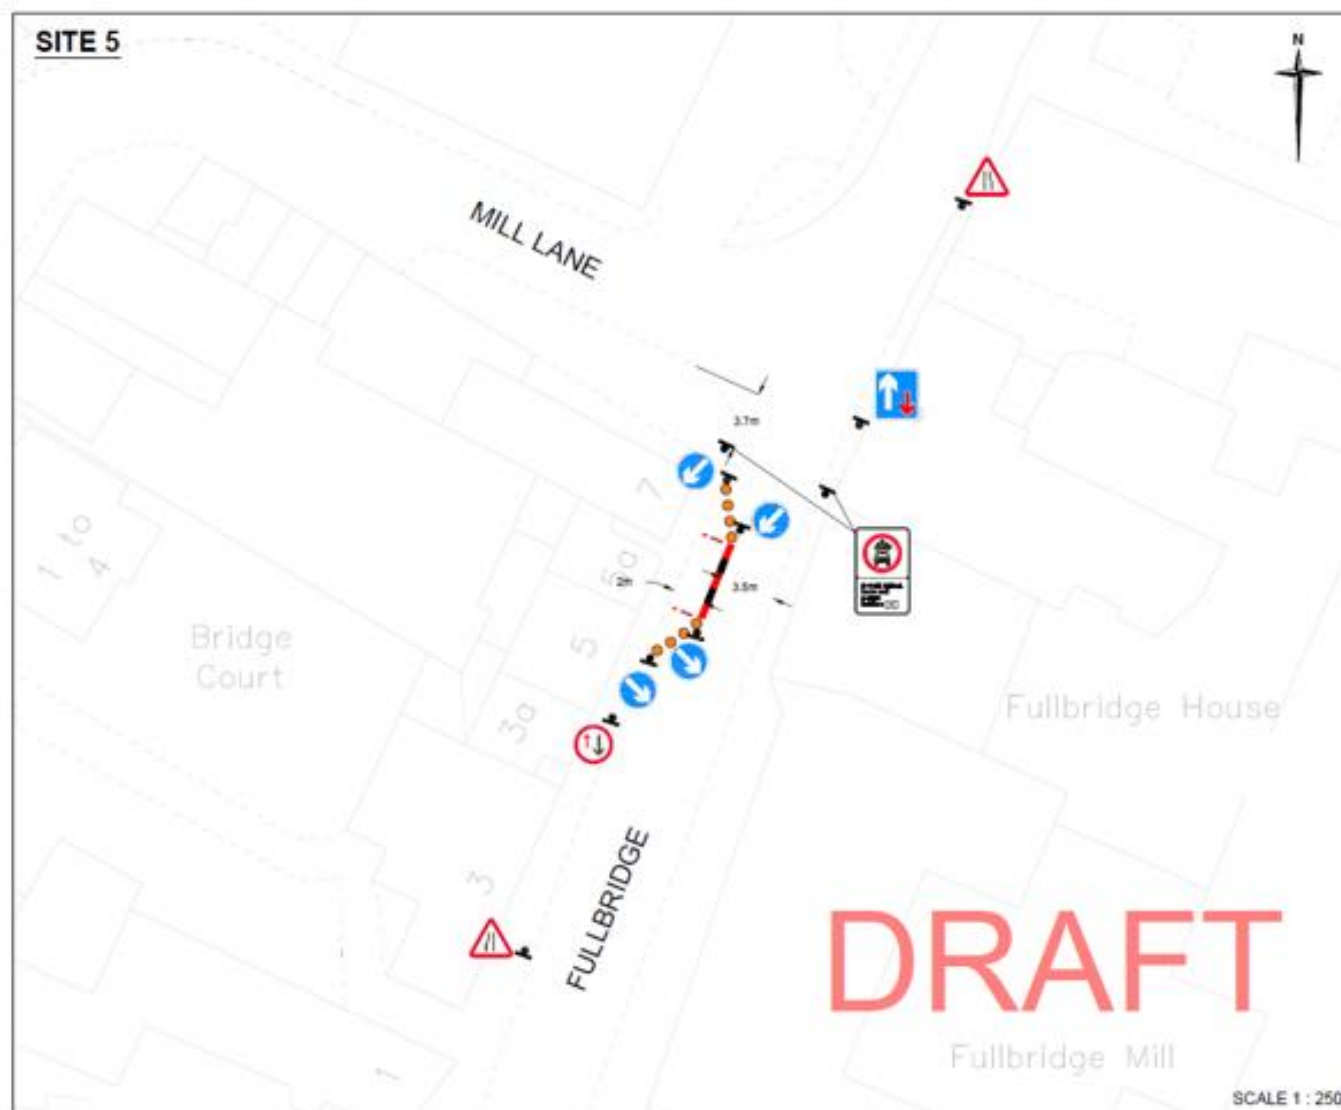 SITE 5
N
MILL LANE
3.7m
7
5a
2m
3.5m
1 to
4
5
Bridge
Court
3a
Fullbridge House
3
FULLBRIDGE
DRAFT
Fullbridge Mill
1
SCALE 1 : 250